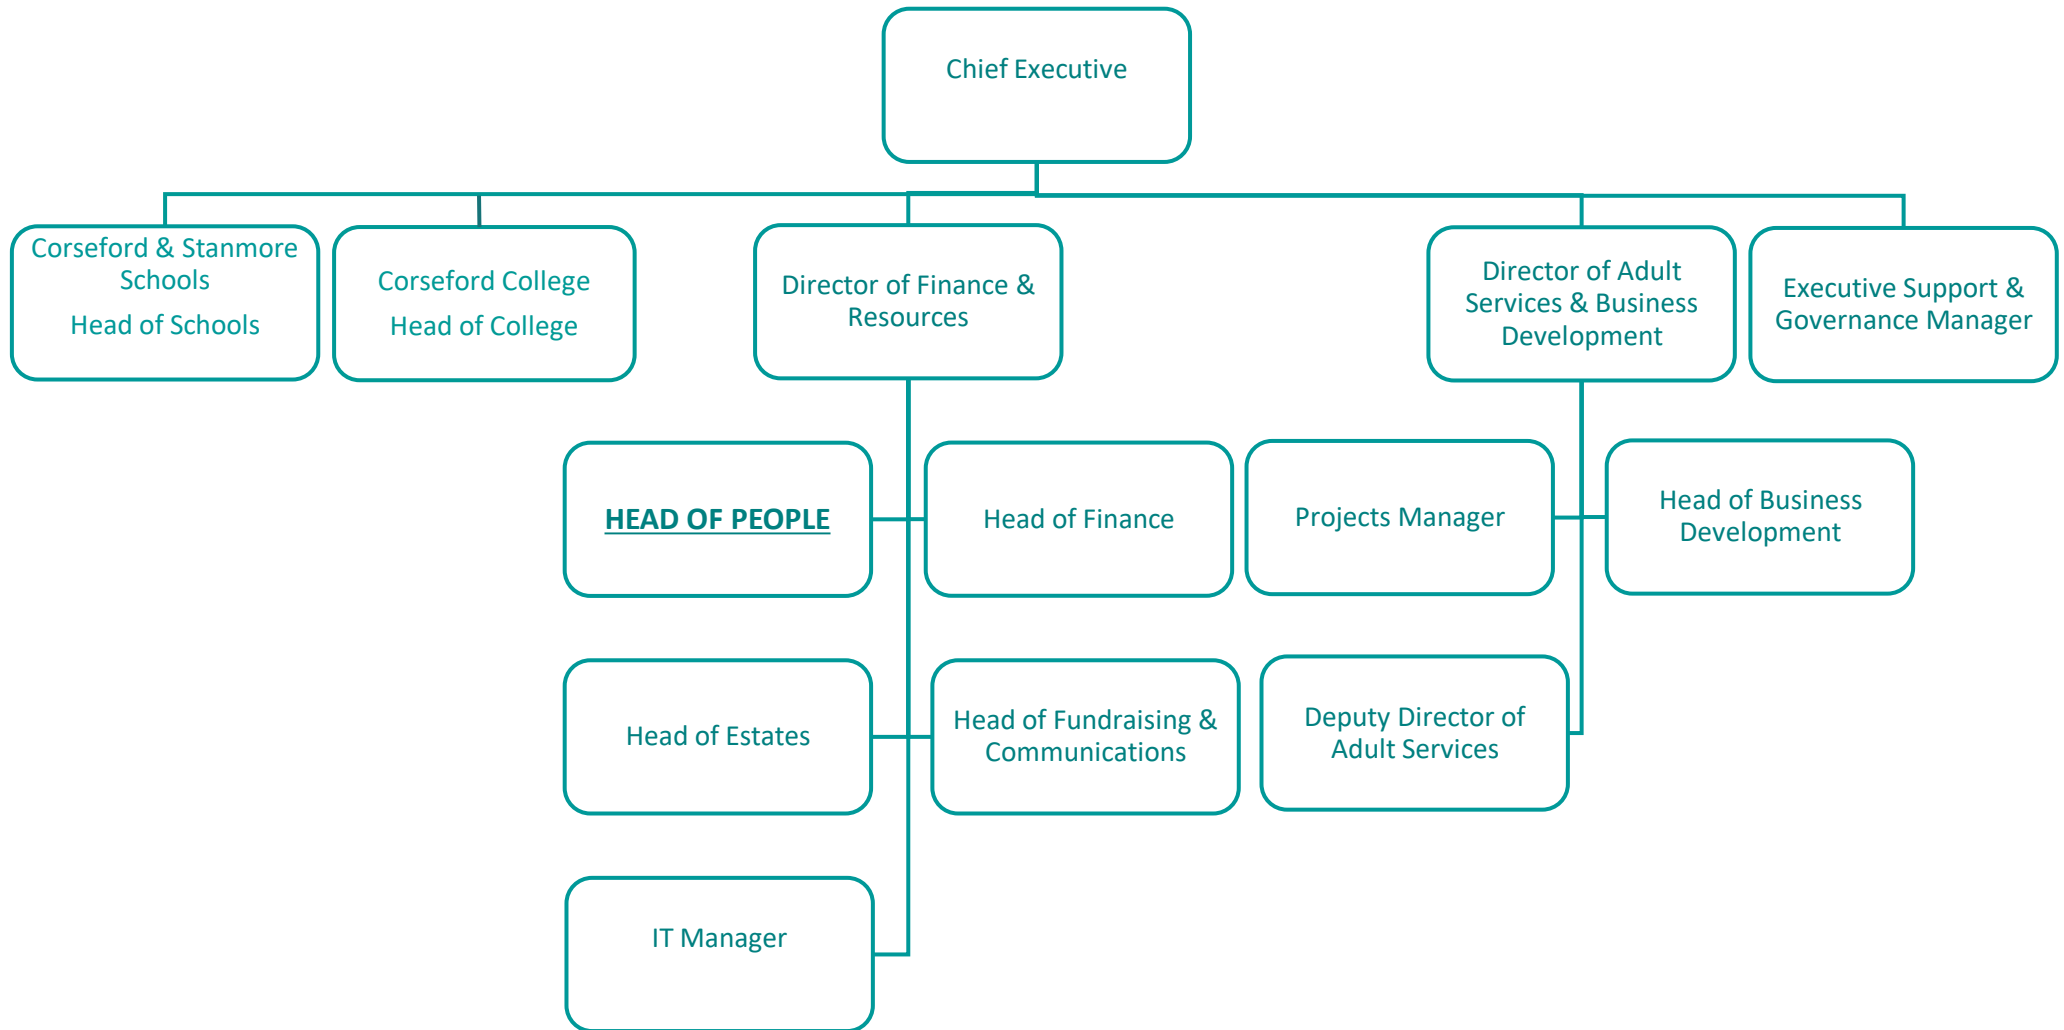 Chief Executive
Corseford & Stanmore
Schools
Head of Schools
Corseford College
Head of College
Director of Finance &
Resources
Director of Adult
Services & Business
Development
Executive Support &
Governance Manager
HEAD OF PEOPLE
Head of Finance
Projects Manager
Head of Business
Development
Head of Estates
Head of Fundraising &
Communications
Deputy Director of
Adult Services
IT Manager